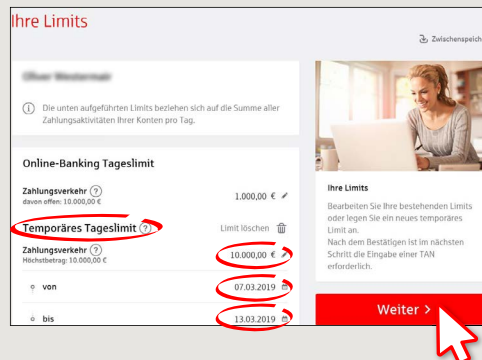 Ihre Limits
Zwischenspeich
Die unten aufgeführten Limits beziehen sich auf die Summe aller
Zahlungsaktivitäten Ihrer Konten pro Tag.
Online-Banking Tageslimit
Zahlungsverkehr ?
davon offen: 10.000,00 €
1.000,00 €
Temporäres Tageslimit ?
Limit löschen
Zahlungsverkehr ?
Höchstbetrag: 10.000,00 €
10.000,00 €
von
07.03.2019
bis
13.03.2019
Ihre Limits
Bearbeiten Sie Ihre bestehenden Limits
oder legen Sie ein neues temporäres
Limit an.
Nach dem Bestätigen ist im nächsten
Schritt die Eingabe einer TAN
erforderlich.
Weiter >